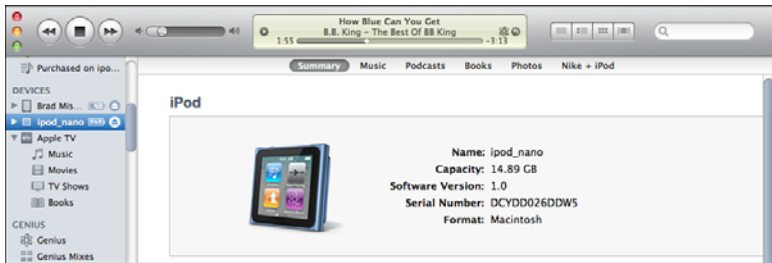 How Blue Can You Get
B.B. King – The Best Of BB King
1:55
-3:13
Purchased on ipo...
Summary
Music
Podcasts
Books
Photos
Nike + iPod
DEVICES
Brad Mis...
ipod_nano
Apple TV
Music
Movies
TV Shows
Books
GENIUS
Genius
Genius Mixes
iPod
Name: ipod_nano
Capacity: 14.89 GB
Software Version: 1.0
Serial Number: DCYDD026DDW5
Format: Macintosh